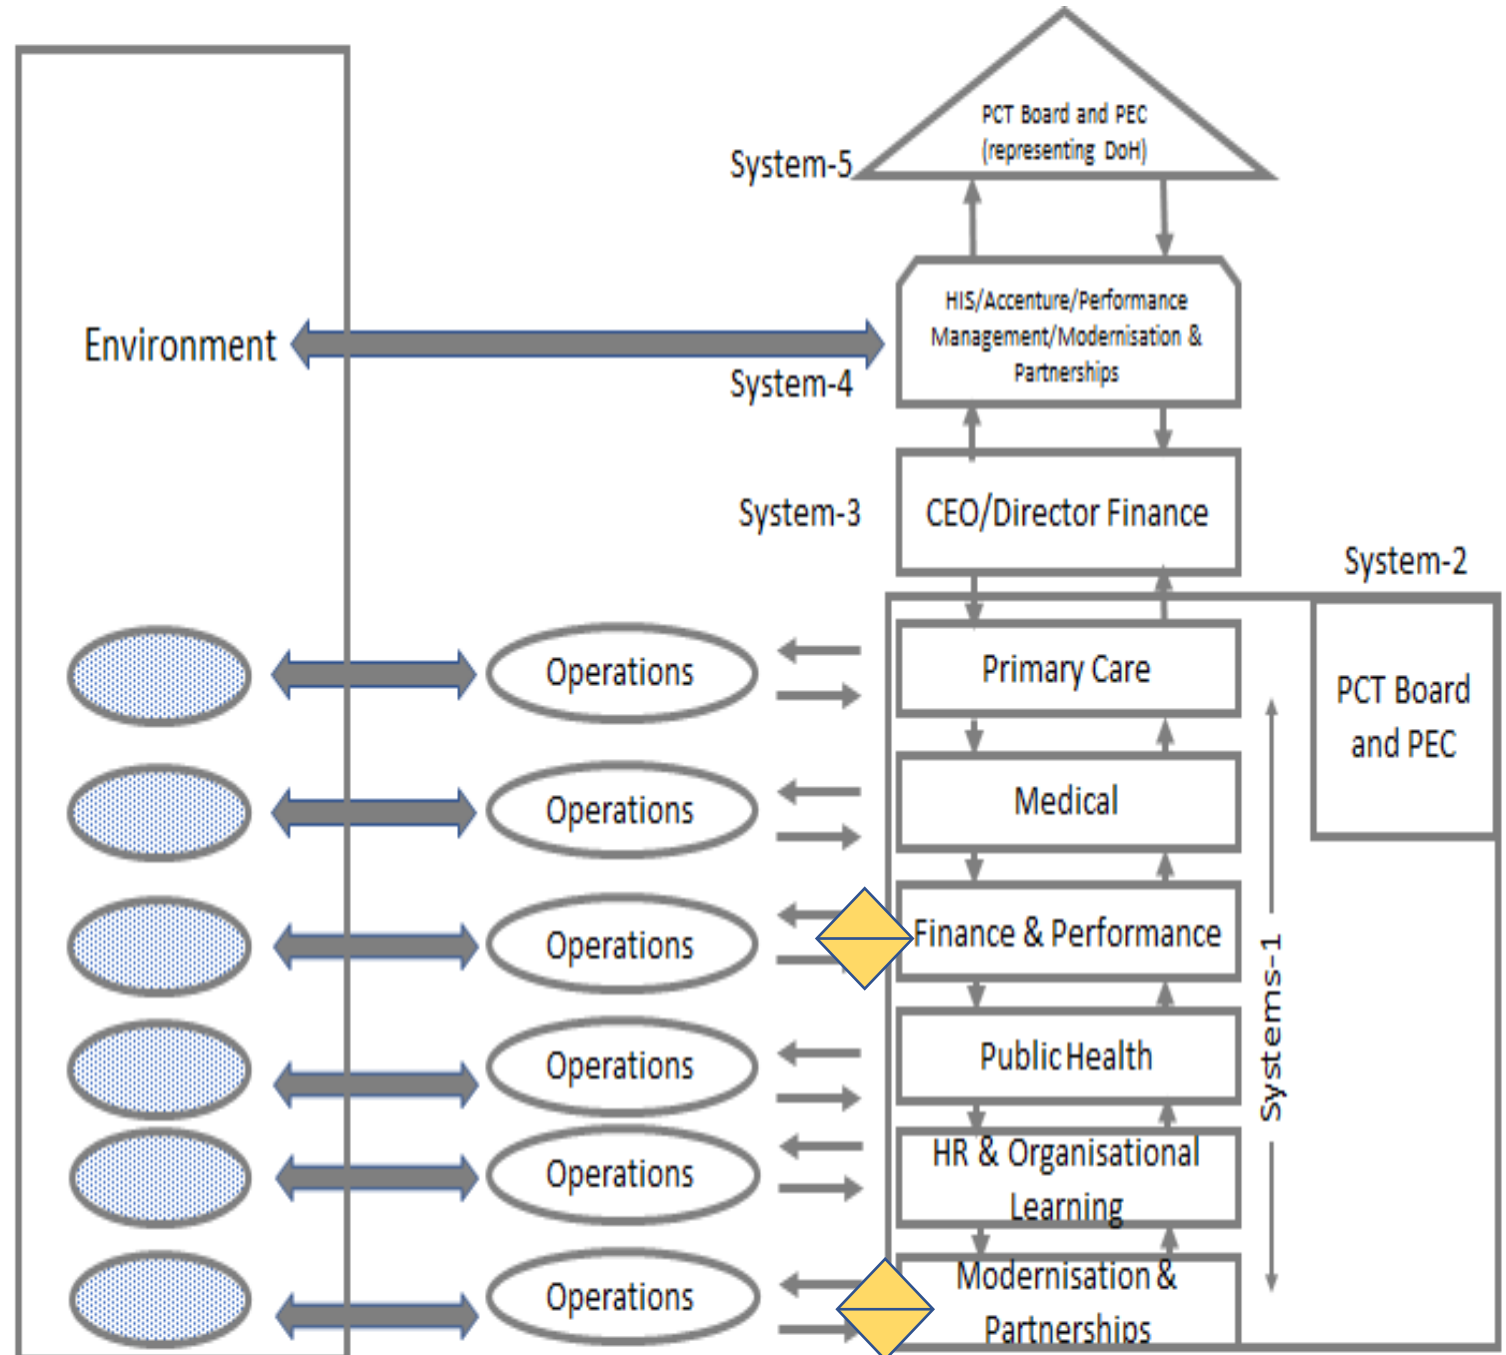 PCT Board and PEC
(representing DoH)
System-5
HIS/Accenture/Performance
Management/Modernisation &
Partnerships
Environment
System-4
CEO/Director Finance
System-3
System-2
Operations
Primary Care
PCT Board
and PEC
Operations
Medical
Operations
Finance & Performance
Systems-1
Operations
Public Health
Operations
HR & Organisational
Learning
Operations
Modernisation &
Partnerships